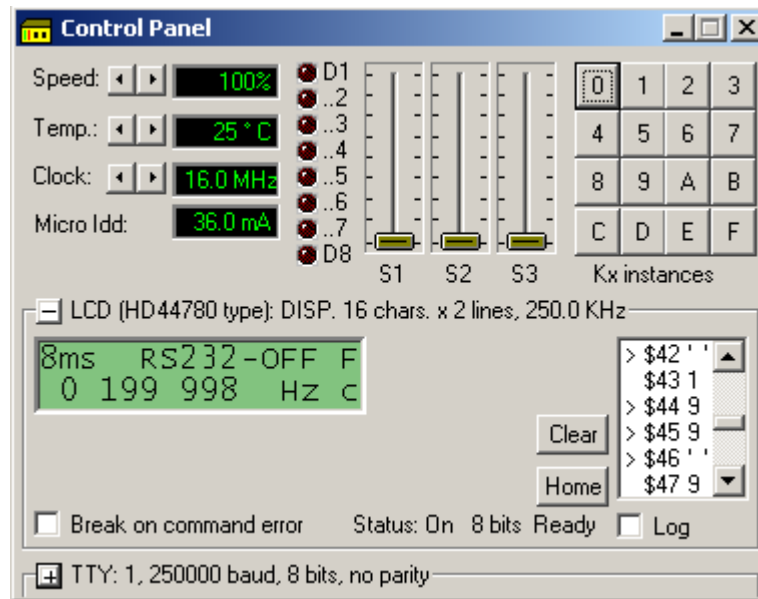 Control Panel
Speed: 100%
Temp.: 25 ° C
Clock: 16.0 MHz
Micro Idd: 36.0 mA
D1
..2
..3
..4
..5
..6
..7
D8
S1 S2 S3
0 1 2 3
4 5 6 7
8 9 A B
C D E F
Kx instances
LCD (HD44780 type): DISP. 16 chars. x 2 lines, 250.0 KHz
8ms RS232-OFF F
0 199 998 Hz c
> $42 ' '
$43 1
> $44 9
> $45 9
> $46 ' '
$47 9
Clear
Home
Break on command error Status: On 8 bits Ready Log
TTY: 1, 250000 baud, 8 bits, no parity